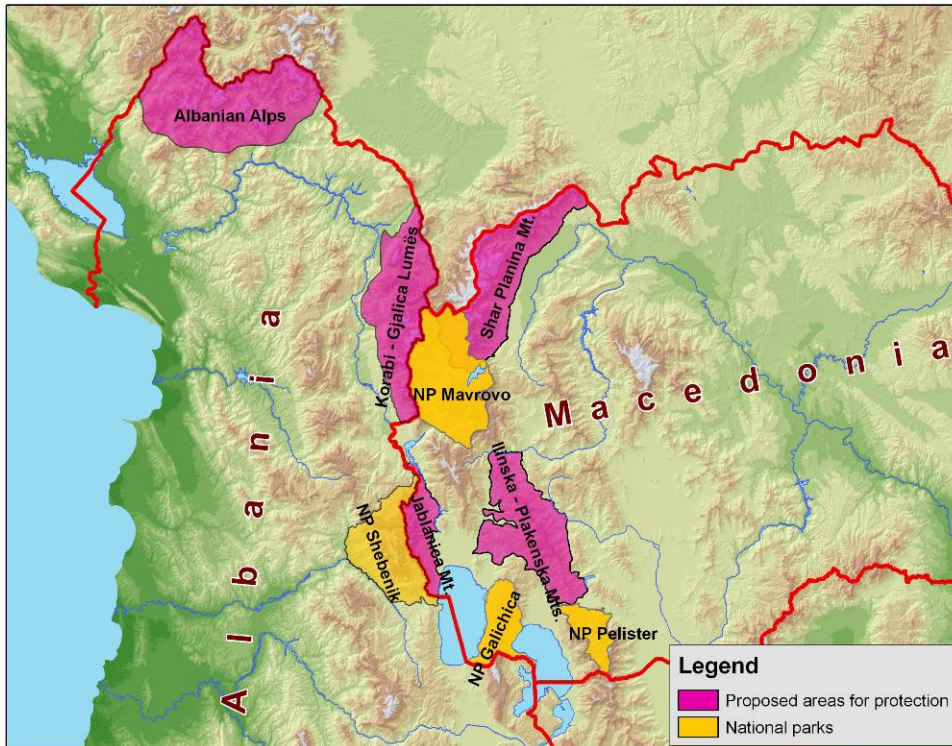 Albanian Alps
Korabi - Gjalica Lumës
Shar Planina Mt.
NP Mavrovo
Macedonia
Albania
Ilinska - Plakenska Mts.
Jablanica Mt
NP Shebenik
NP Galichica
NP Pelister
Legend
Proposed areas for protection
National parks